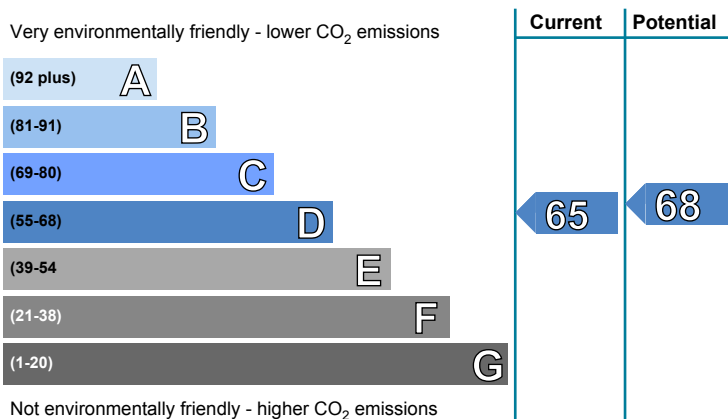 Very environmentally friendly - lower CO2 emissions
Current
Potential
(92 plus) A
(81-91) B
(69-80) C
(55-68) D
(39-54 E
(21-38) F
(1-20) G
65
68
Not environmentally friendly - higher CO2 emissions